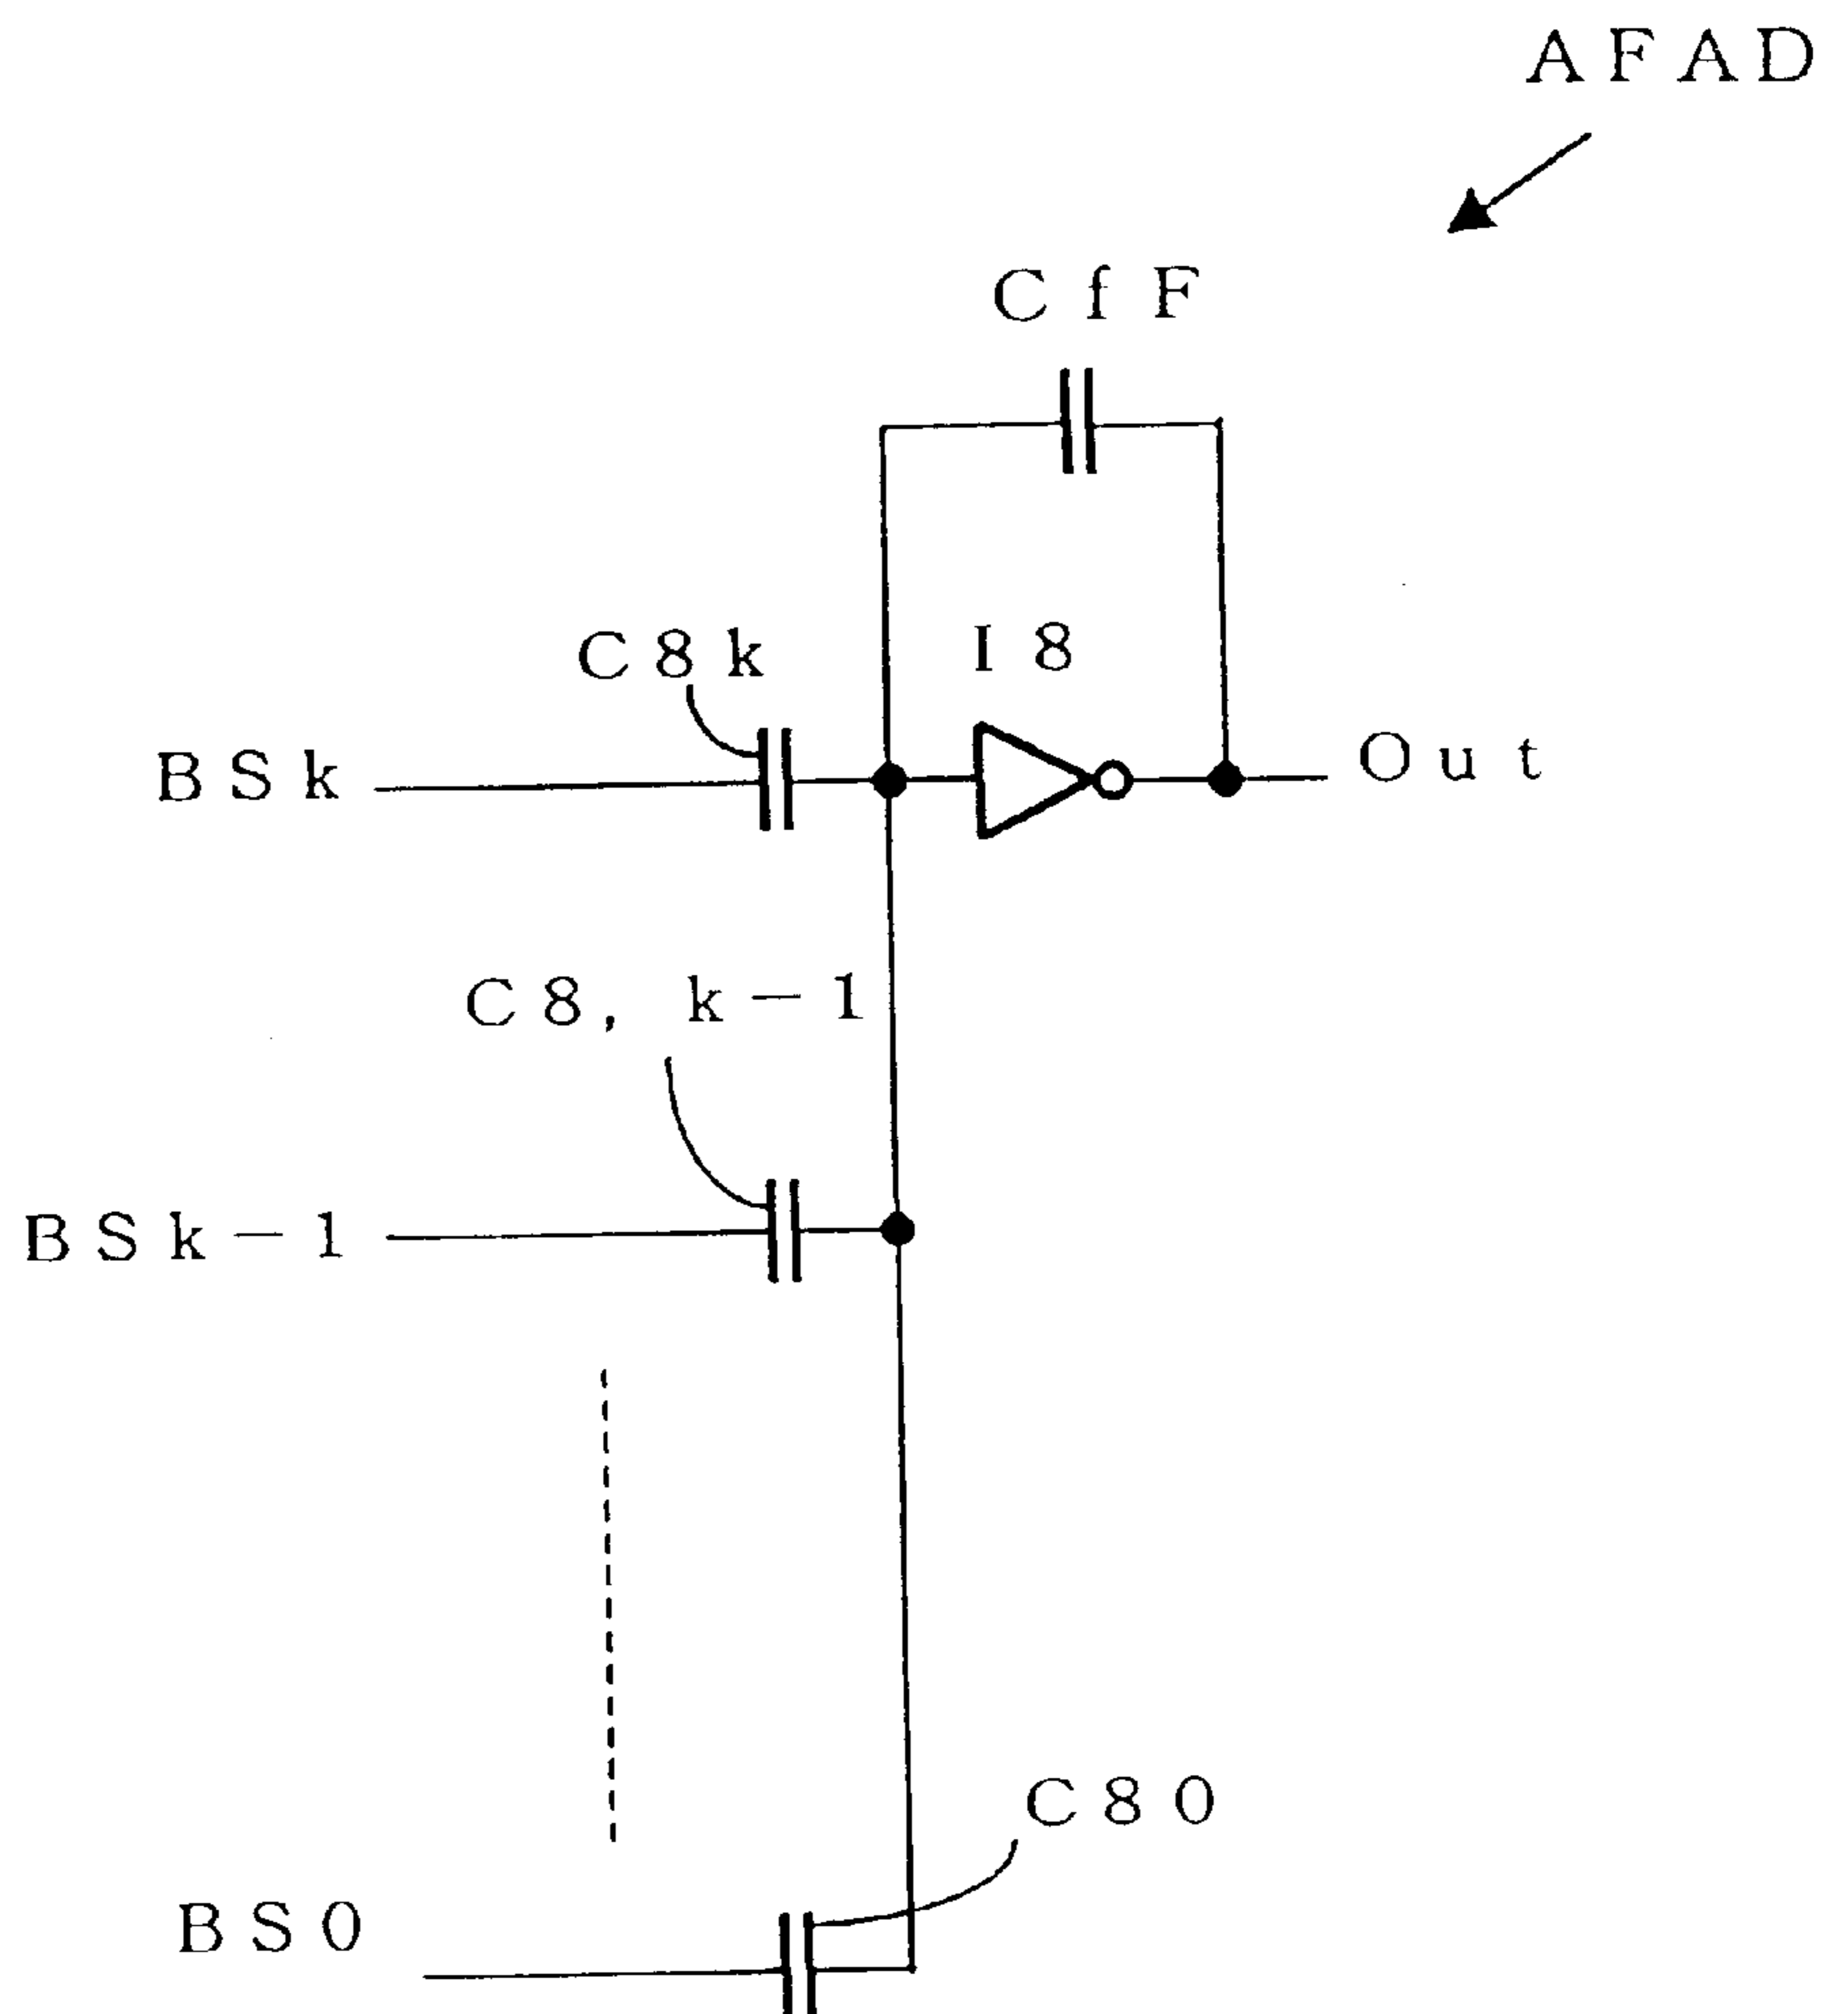 AFAD
CfF
C8k
I8
BSk
Out
C8, k−1
BSk−1
C80
BS0